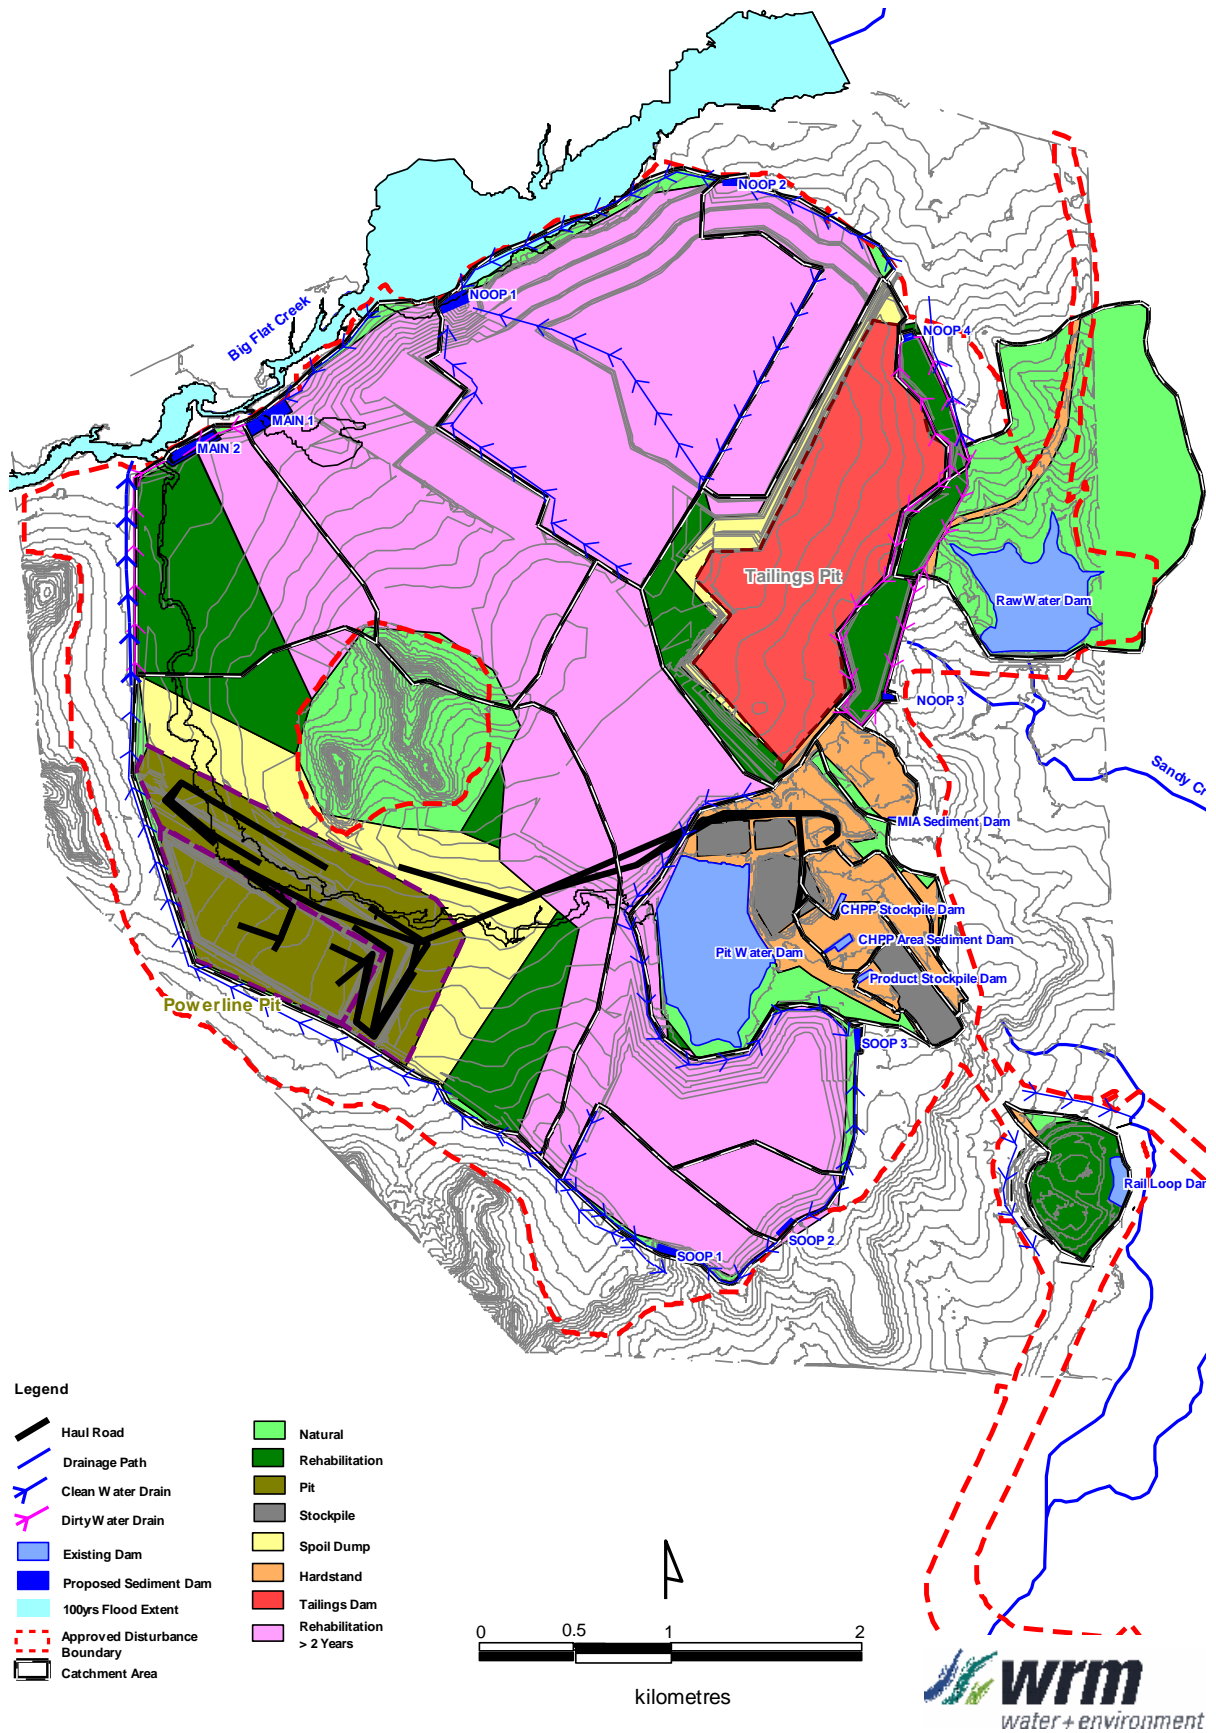 NOOP 2
NOOP 1
Big Flat Creek
NOOP 4
MAIN 1
MAIN 2
Tailings Pit
Raw Water Dam
NOOP 3
Sandy Cr
MIA Sediment Dam
CHPP Stockpile Dam
CHPP Area Sediment Dam
Pit Water Dam
Product Stockpile Dam
Powerline Pit
SOOP 3
Rail Loop Dam
SOOP 2
SOOP 1
Legend
Haul Road
Drainage Path
Clean Water Drain
Dirty Water Drain
Existing Dam
Proposed Sediment Dam
100yrs Flood Extent
Approved Disturbance
Boundary
Catchment Area
Natural
Rehabilitation
Pit
Stockpile
Spoil Dump
Hardstand
Tailings Dam
Rehabilitation
> 2 Years
0 0.5 1 2
kilometres
wrm
water + environment